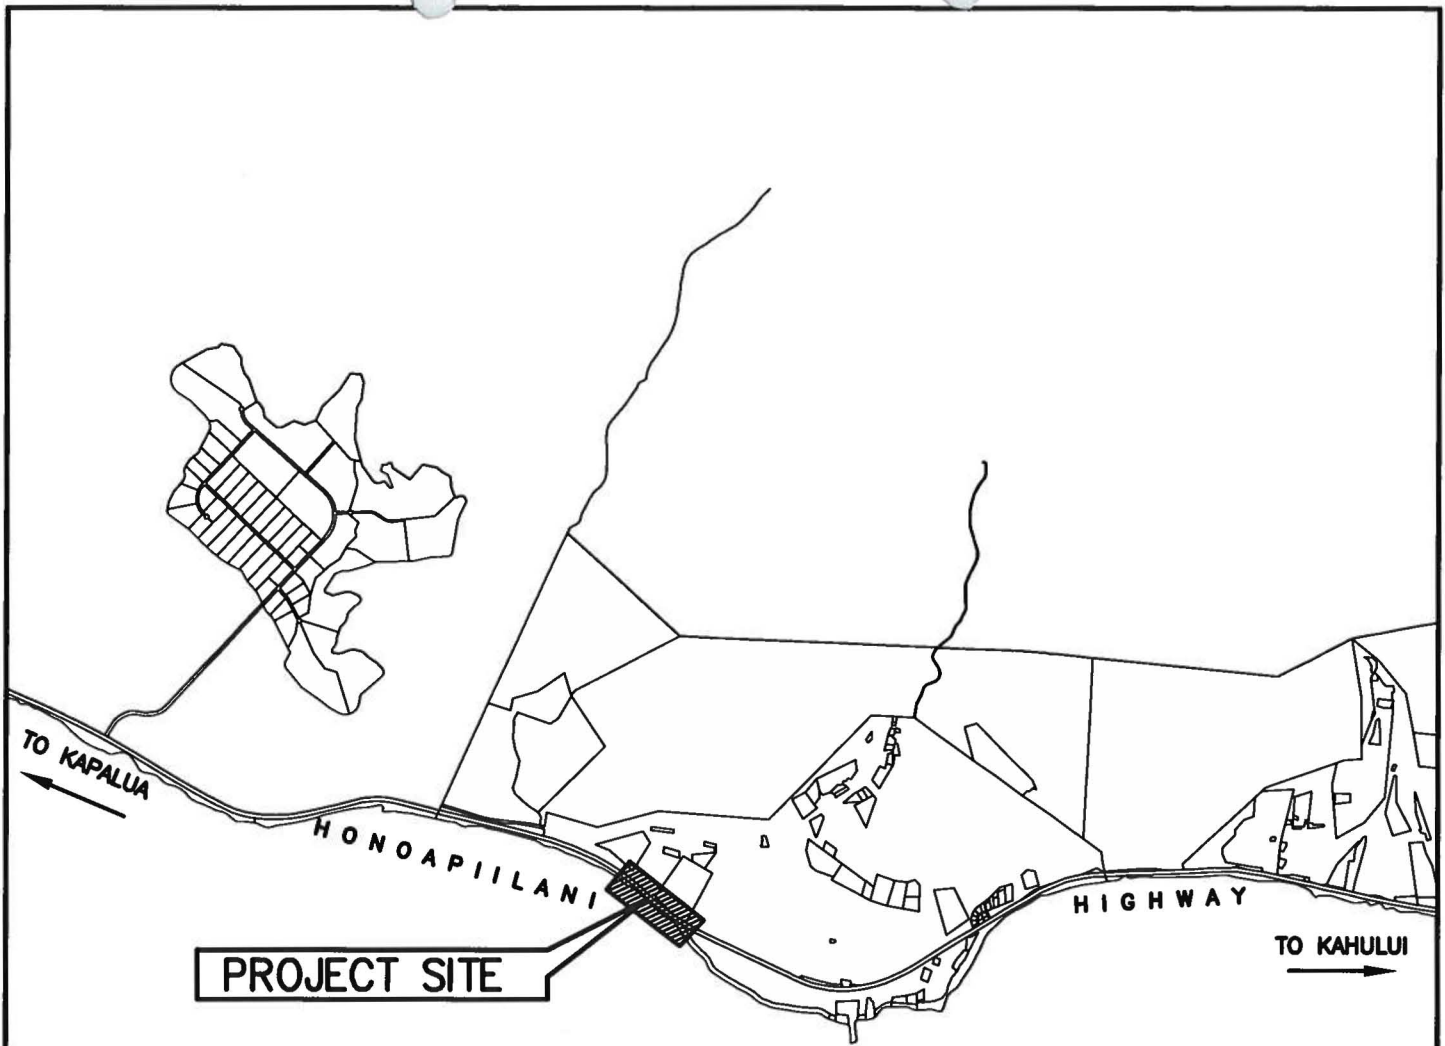 TO KAPALUA
HONOAPIILANI
HIGHWAY
TO KAHULUI
PROJECT SITE